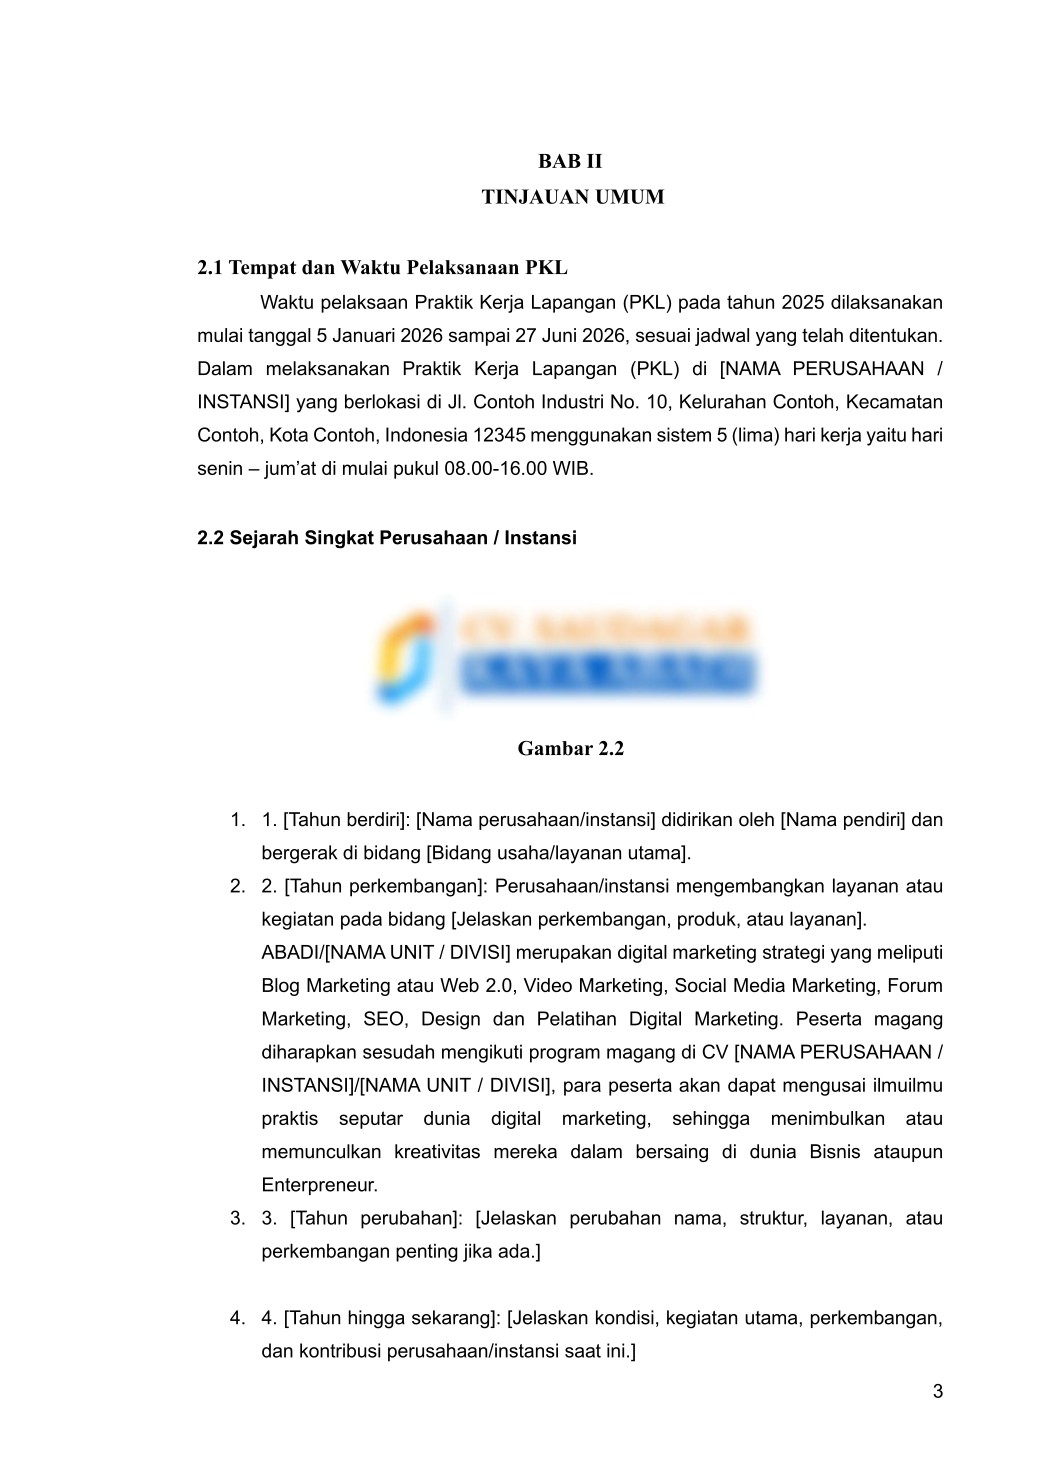 BAB II
TINJAUAN UMUM
2.1 Tempat dan Waktu Pelaksanaan PKL
Waktu pelaksaan Praktik Kerja Lapangan (PKL) pada tahun 2025 dilaksanakan
mulai tanggal 5 Januari 2026 sampai 27 Juni 2026, sesuai jadwal yang telah ditentukan.
Dalam melaksanakan Praktik Kerja Lapangan (PKL) di [NAMA PERUSAHAAN /
INSTANSI] yang berlokasi di Jl. Contoh Industri No. 10, Kelurahan Contoh, Kecamatan
Contoh, Kota Contoh, Indonesia 12345 menggunakan sistem 5 (lima) hari kerja yaitu hari
senin – jum’at di mulai pukul 08.00-16.00 WIB.
2.2 Sejarah Singkat Perusahaan / Instansi
CV SAUDAGAR
Gambar 2.2
1. 1. [Tahun berdiri]: [Nama perusahaan/instansi] didirikan oleh [Nama pendiri] dan
bergerak di bidang [Bidang usaha/layanan utama].
2. 2. [Tahun perkembangan]: Perusahaan/instansi mengembangkan layanan atau
kegiatan pada bidang [Jelaskan perkembangan, produk, atau layanan].
ABADI/[NAMA UNIT / DIVISI] merupakan digital marketing strategi yang meliputi
Blog Marketing atau Web 2.0, Video Marketing, Social Media Marketing, Forum
Marketing, SEO, Design dan Pelatihan Digital Marketing. Peserta magang
diharapkan sesudah mengikuti program magang di CV [NAMA PERUSAHAAN /
INSTANSI]/[NAMA UNIT / DIVISI], para peserta akan dapat mengusai ilmuilmu
praktis seputar dunia digital marketing, sehingga menimbulkan atau
memunculkan kreativitas mereka dalam bersaing di dunia Bisnis ataupun
Enterpreneur.
3. 3. [Tahun perubahan]: [Jelaskan perubahan nama, struktur, layanan, atau
perkembangan penting jika ada.]
4. 4. [Tahun hingga sekarang]: [Jelaskan kondisi, kegiatan utama, perkembangan,
dan kontribusi perusahaan/instansi saat ini.]
3